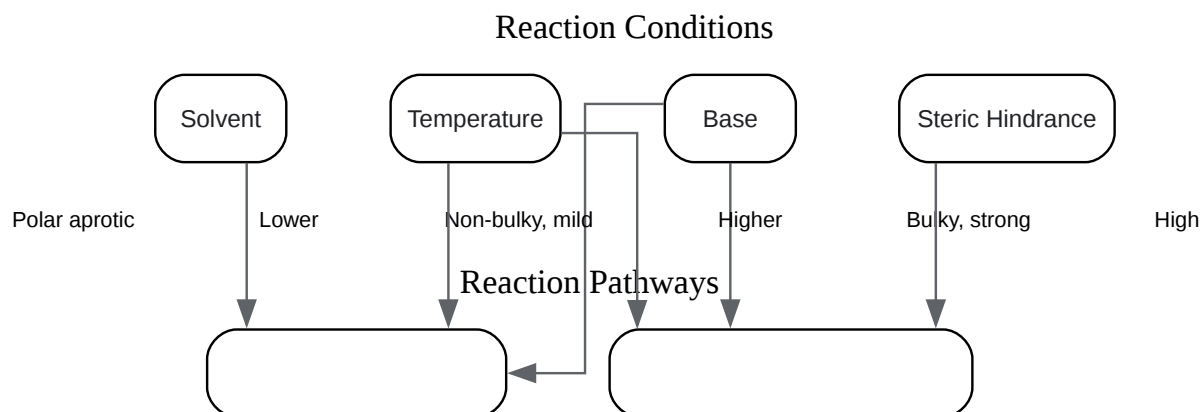 Reaction Conditions
Solvent
Temperature
Base
Steric Hindrance
Polar aprotic
Lower
Non-bulky, mild
Higher
Bulky, strong
High
Reaction Pathways